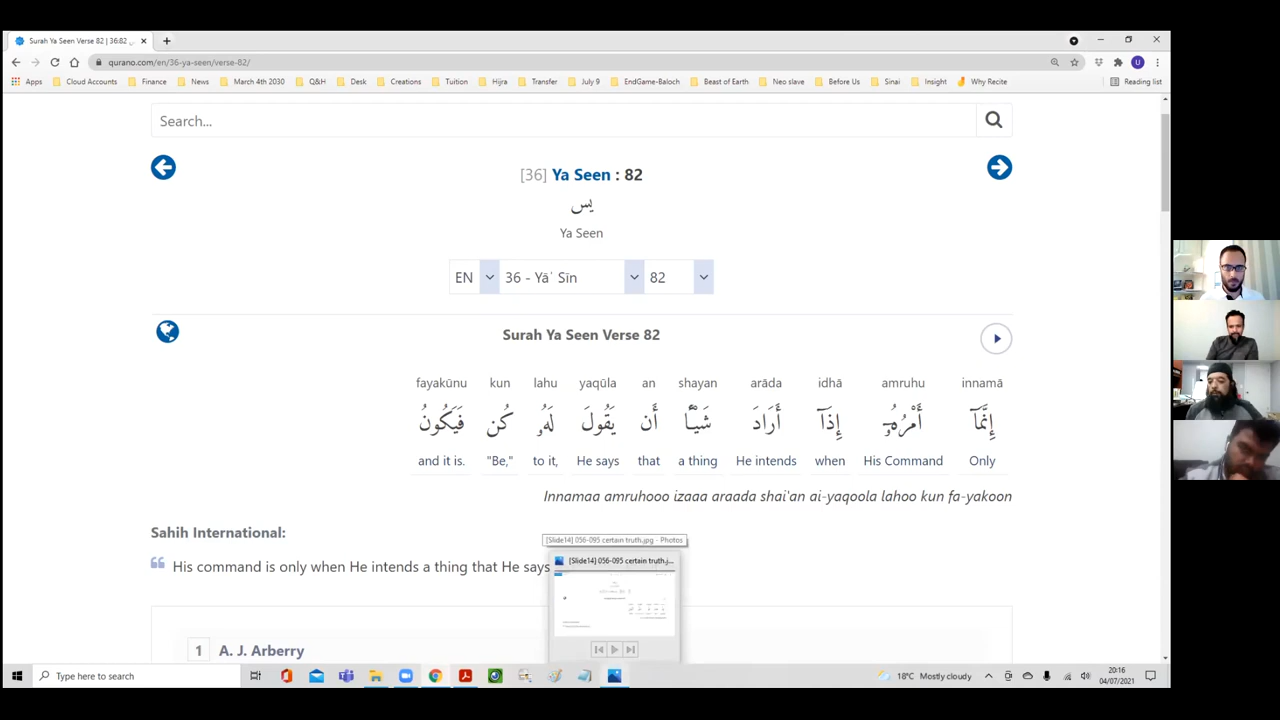 Surah Ya Seen Verse 82 | 36:82
qurano.com/en/36-ya-seen/verse-82/
Apps Cloud Accounts Finance News March 4th 2030 Q&H Desk Creations Tuition Hijra Transfer July 9 EndGame-Baloch Beast of Earth Neo slave Before Us Sinai Insight Why Recite Reading list
Search...
[36] Ya Seen : 82
يس
Ya Seen
EN 36 - Yāʾ Sīn 82
Surah Ya Seen Verse 82
fayakūnu kun lahu yaqūla an shayan arāda idhā amruhu innamā
إِنَّمَآ أَمْرُهُۥٓ إِذَآ أَرَادَ شَيْـًٔا أَن يَقُولَ لَهُۥ كُن فَيَكُونُ
and it is. "Be," to it, He says that a thing He intends when His Command Only
Innamaa amruhooo izaaa araada shai'an ai-yaqoola lahoo kun fa-yakoon
Sahih International:
[Slide14] 056-095 certain truth.jpg - Photos
[Slide14] 056-095 certain truth.j...
His command is only when He intends a thing that He says
1 A. J. Arberry
Type here to search
18°C Mostly cloudy
20:16
04/07/2021